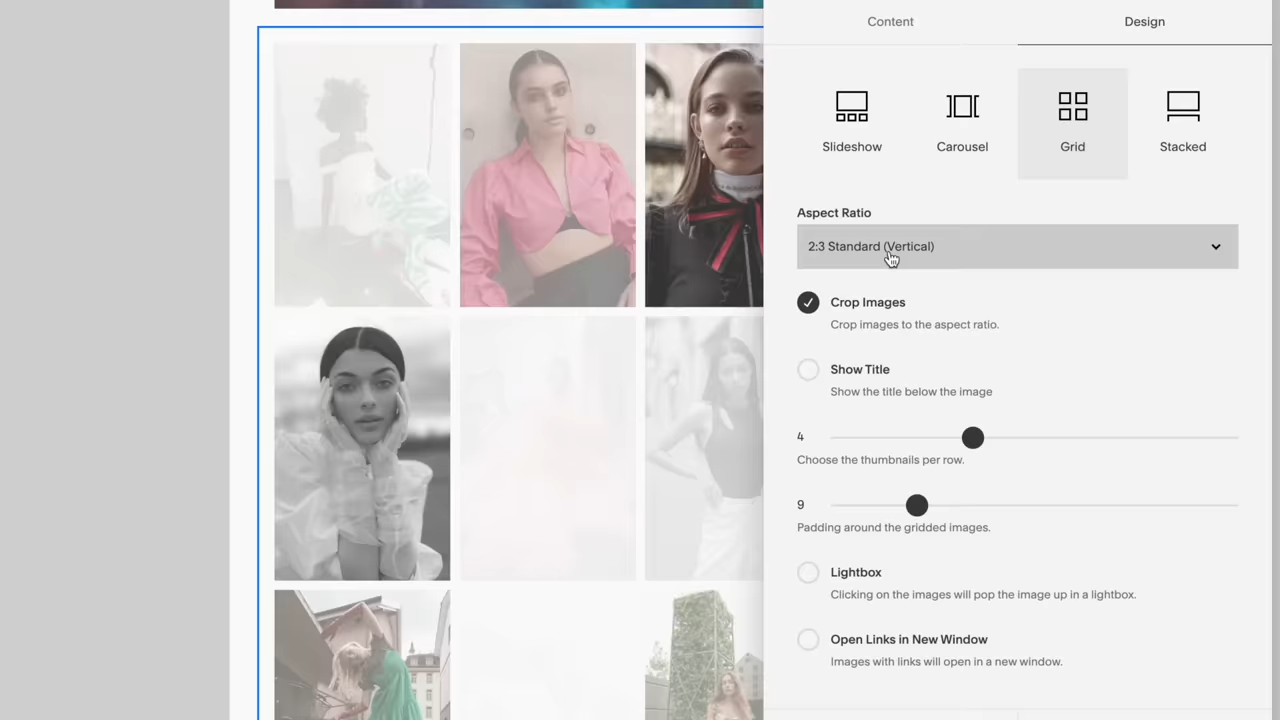 Content
Design
Slideshow
Carousel
Grid
Stacked
Aspect Ratio
2:3 Standard (Vertical)
Crop Images
Crop images to the aspect ratio.
Show Title
Show the title below the image
4
Choose the thumbnails per row.
9
Padding around the gridded images.
Lightbox
Clicking on the images will pop the image up in a lightbox.
Open Links in New Window
Images with links will open in a new window.